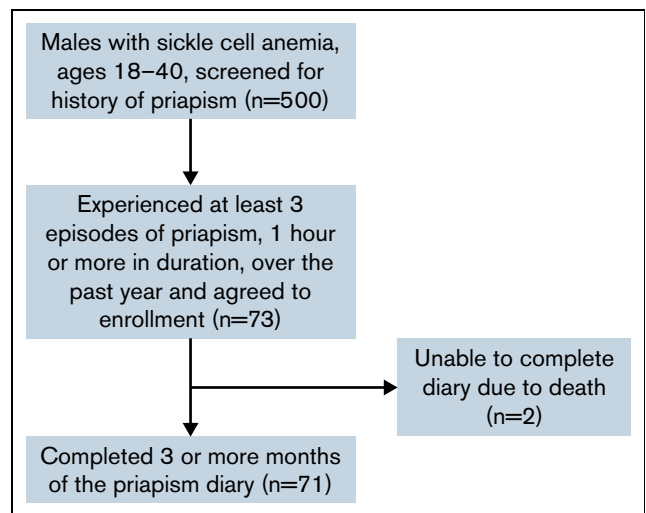 Males with sickle cell anemia,
ages 18–40, screened for
history of priapism (n=500)
Experienced at least 3
episodes of priapism, 1 hour
or more in duration, over the
past year and agreed to
enrollment (n=73)
Unable to complete
diary due to death
(n=2)
Completed 3 or more months
of the priapism diary (n=71)